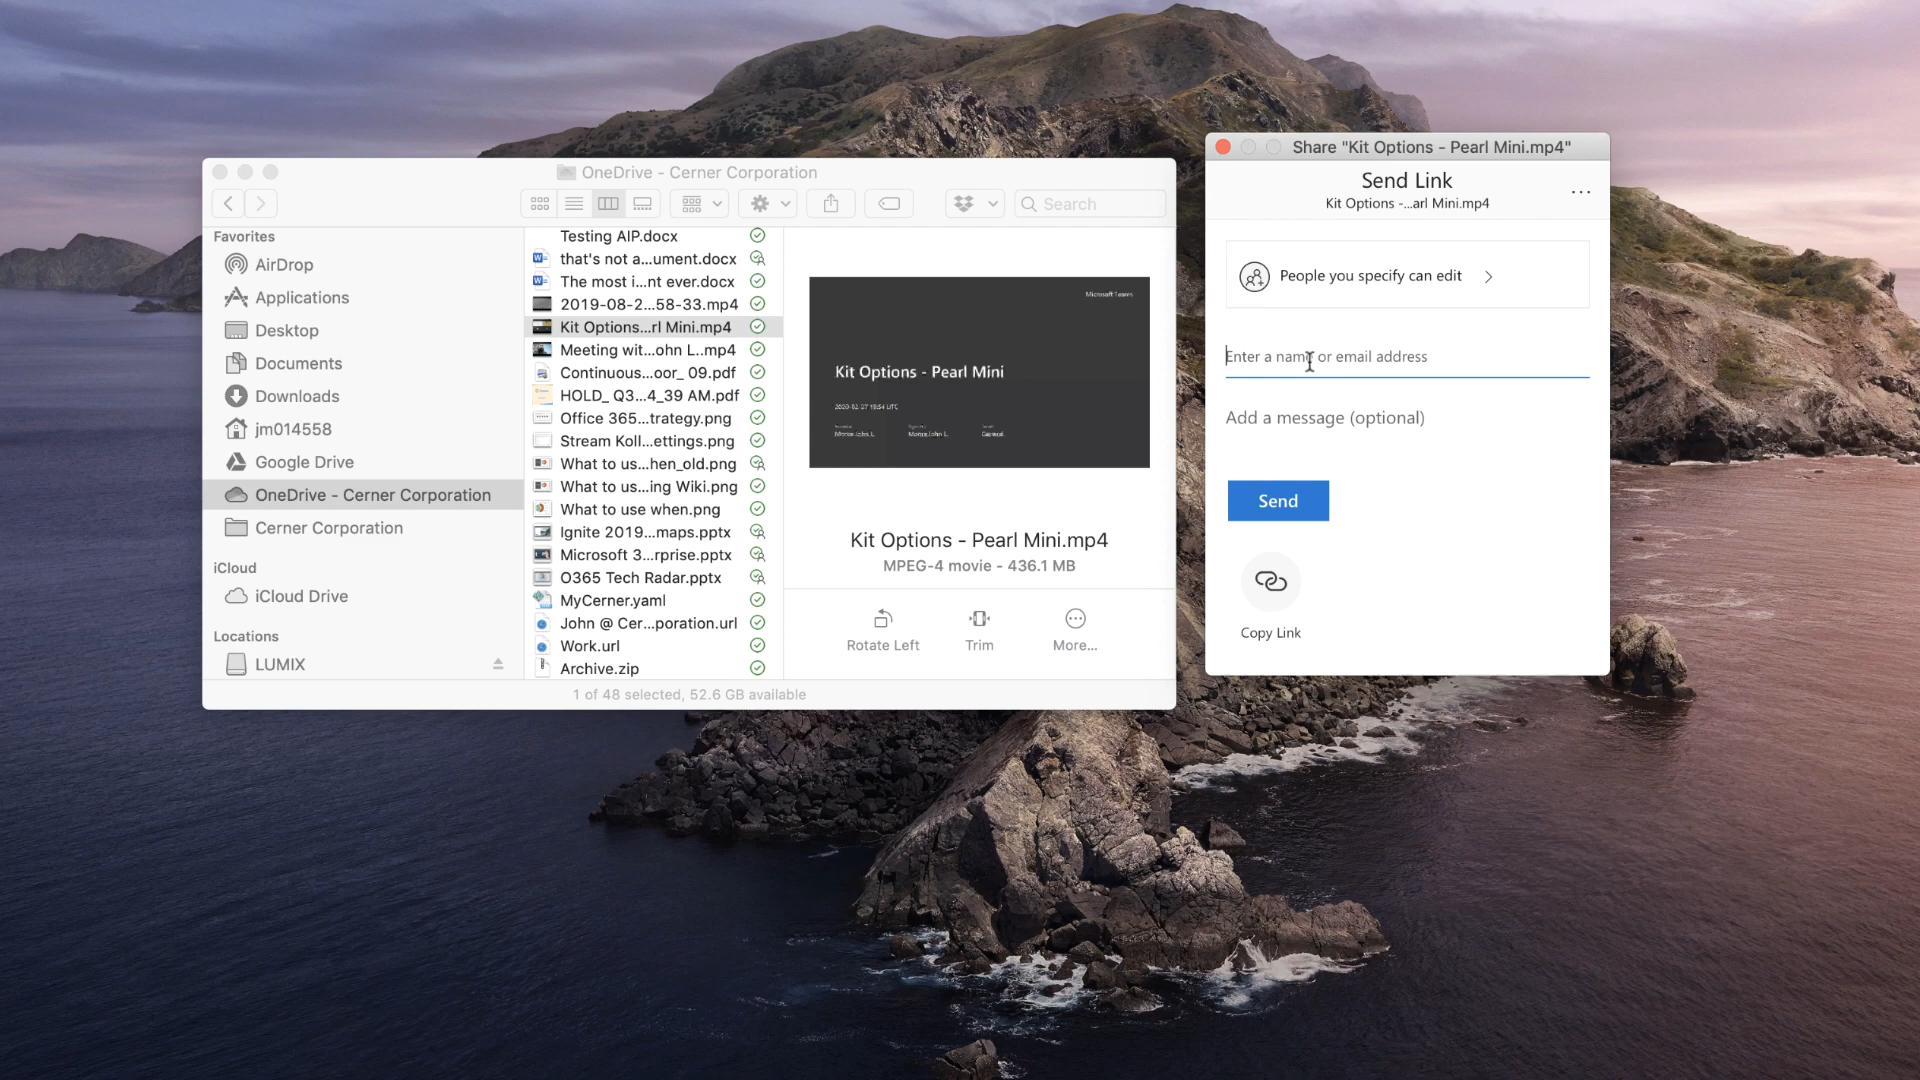 OneDrive - Cerner Corporation
Search
Favorites
AirDrop
Applications
Desktop
Documents
Downloads
jm014558
Google Drive
OneDrive - Cerner Corporation
Cerner Corporation
iCloud
iCloud Drive
Locations
LUMIX
Testing AIP.docx
that's not a...ument.docx
The most i...nt ever.docx
2019-08-2...58-33.mp4
Kit Options...rl Mini.mp4
Meeting wit...ohn L..mp4
Continuous...oor_ 09.pdf
HOLD_ Q3...4_39 AM.pdf
Office 365...trategy.png
Stream Koll...ettings.png
What to us...hen_old.png
What to us...ing Wiki.png
What to use when.png
Ignite 2019...maps.pptx
Microsoft 3...rprise.pptx
O365 Tech Radar.pptx
MyCerner.yaml
John @ Cer...poration.url
Work.url
Archive.zip
Microsoft Teams
Kit Options - Pearl Mini
Kit Options - Pearl Mini.mp4
MPEG-4 movie - 436.1 MB
Rotate Left
Trim
More...
1 of 48 selected, 52.6 GB available
Share "Kit Options - Pearl Mini.mp4"
Send Link
Kit Options -...arl Mini.mp4
People you specify can edit
Enter a name or email address
Add a message (optional)
Send
Copy Link